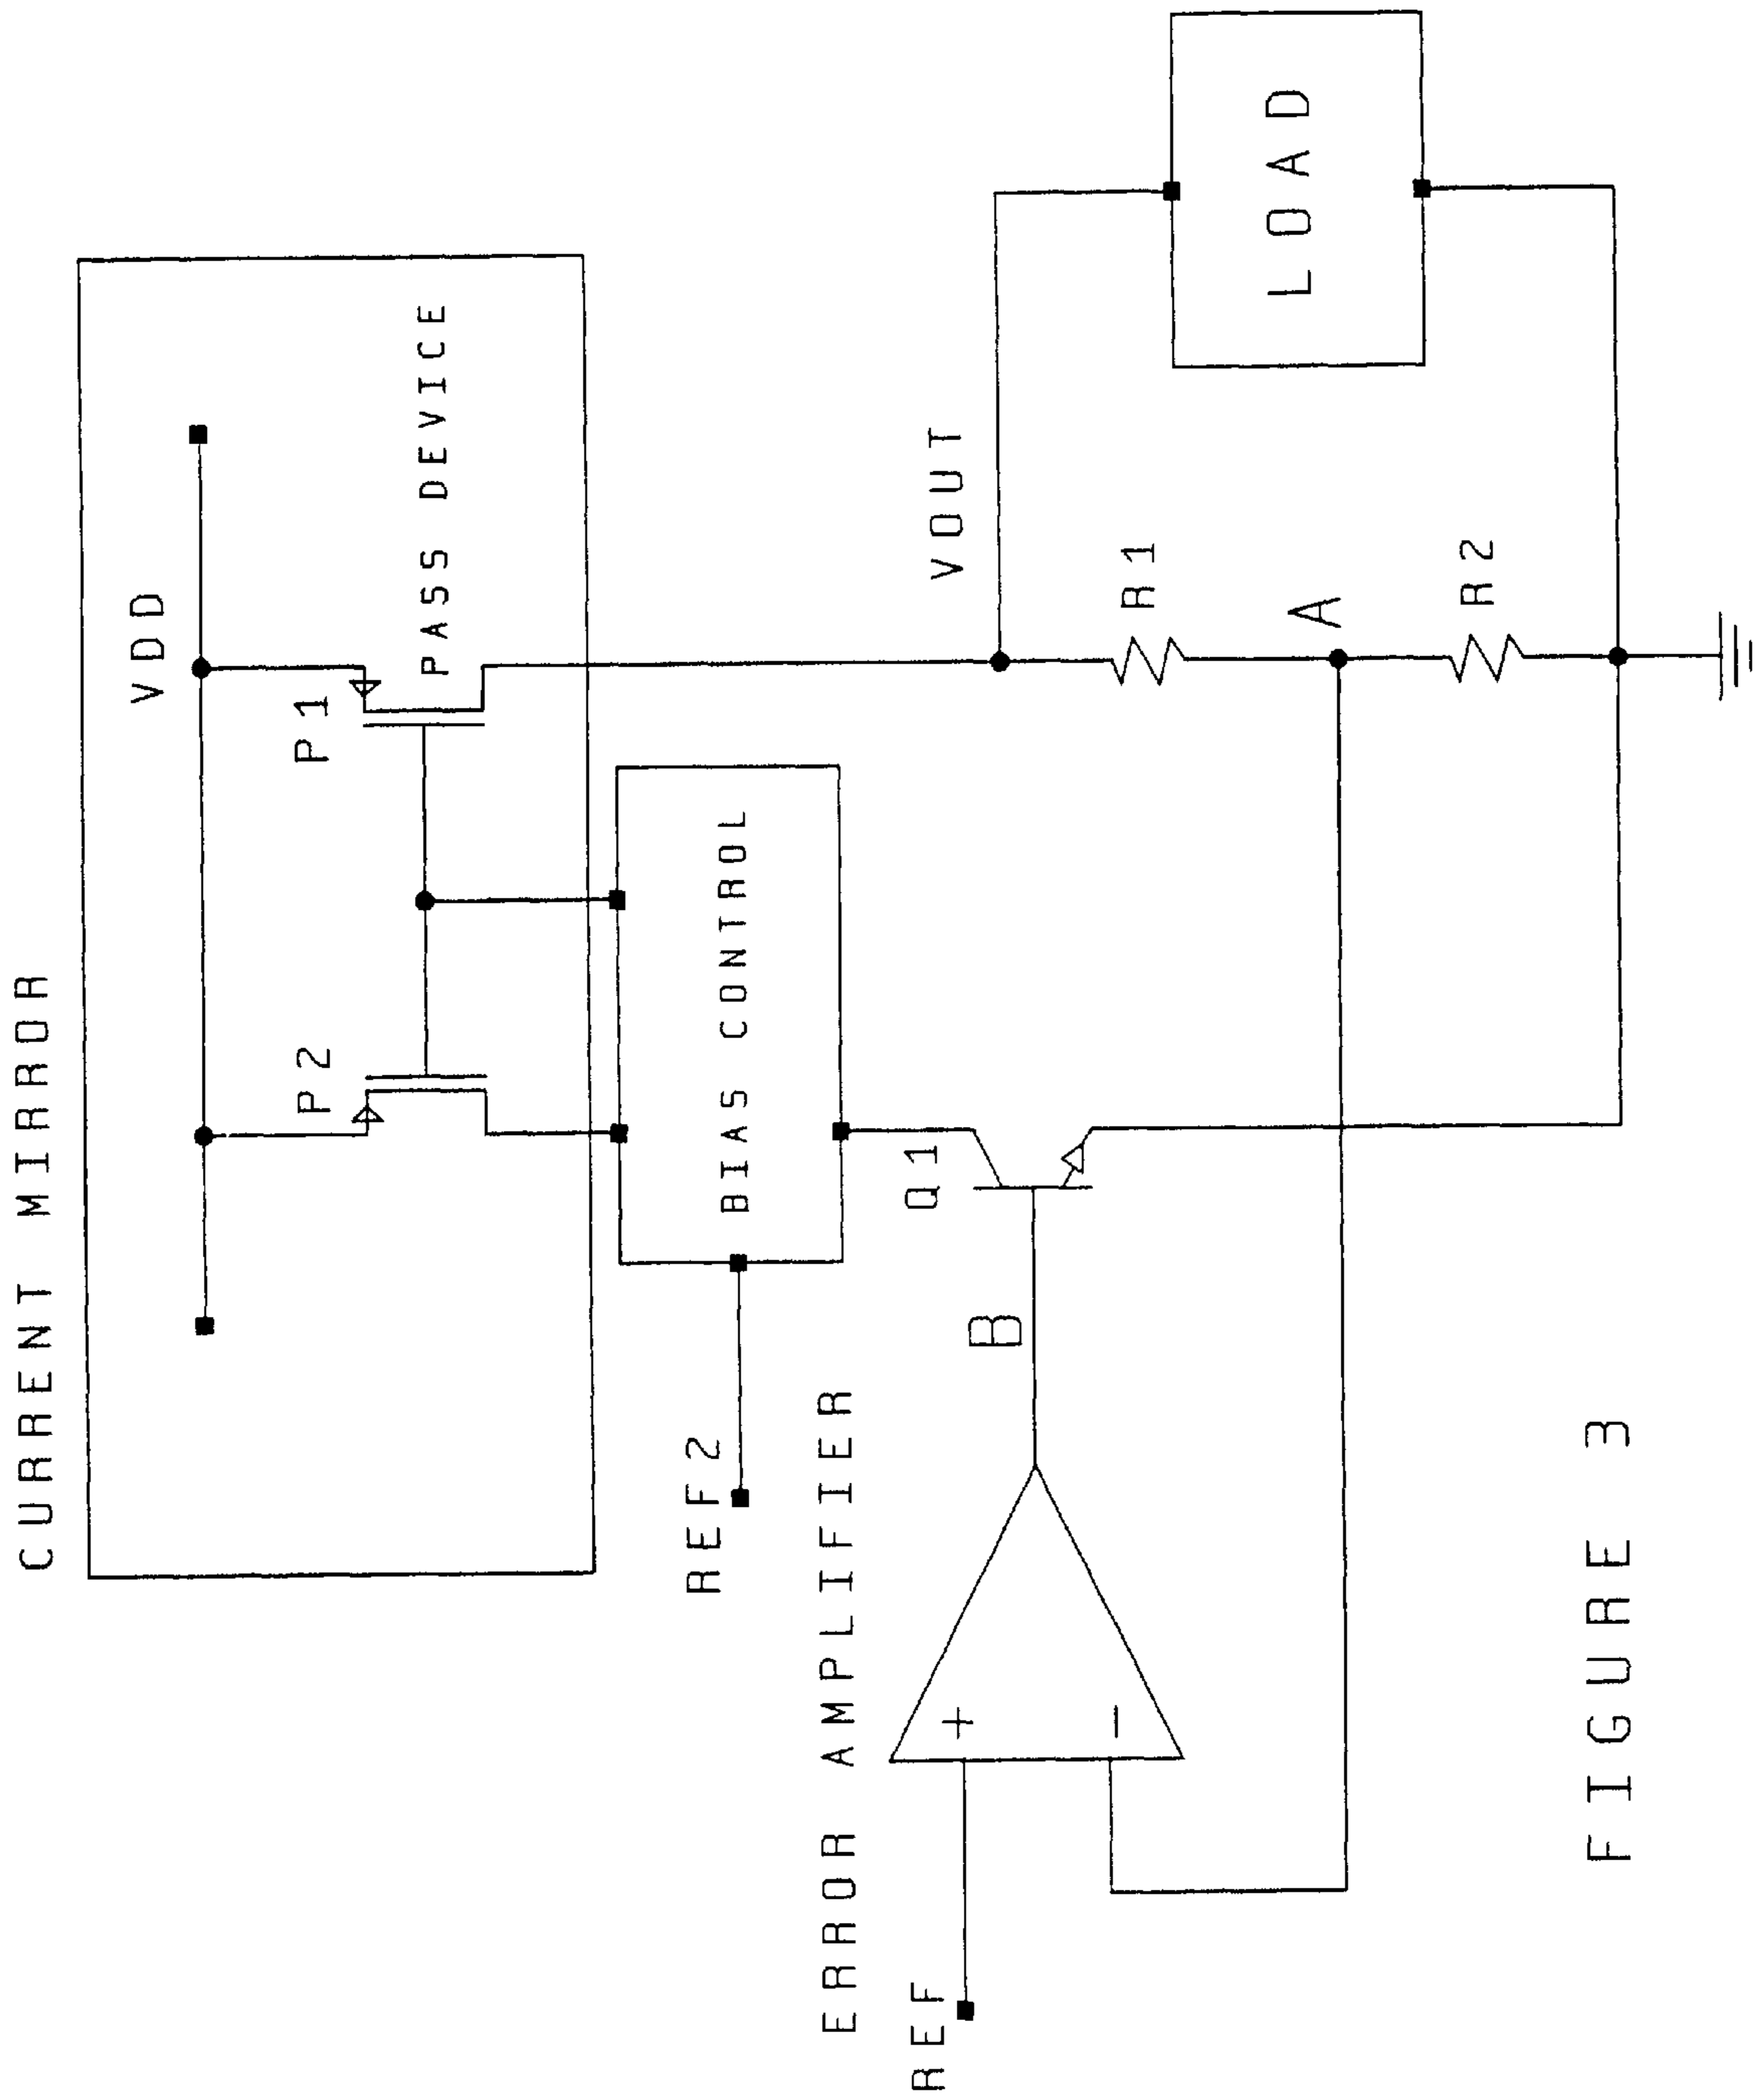 CURRENT MIRROR
VDD
P2
P1
PASS DEVICE
REF2
BIAS CONTROL
ERROR AMPLIFIER
VOUT
REF
+
−
B
Q1
R1
LOAD
A
R2
FIGURE 3